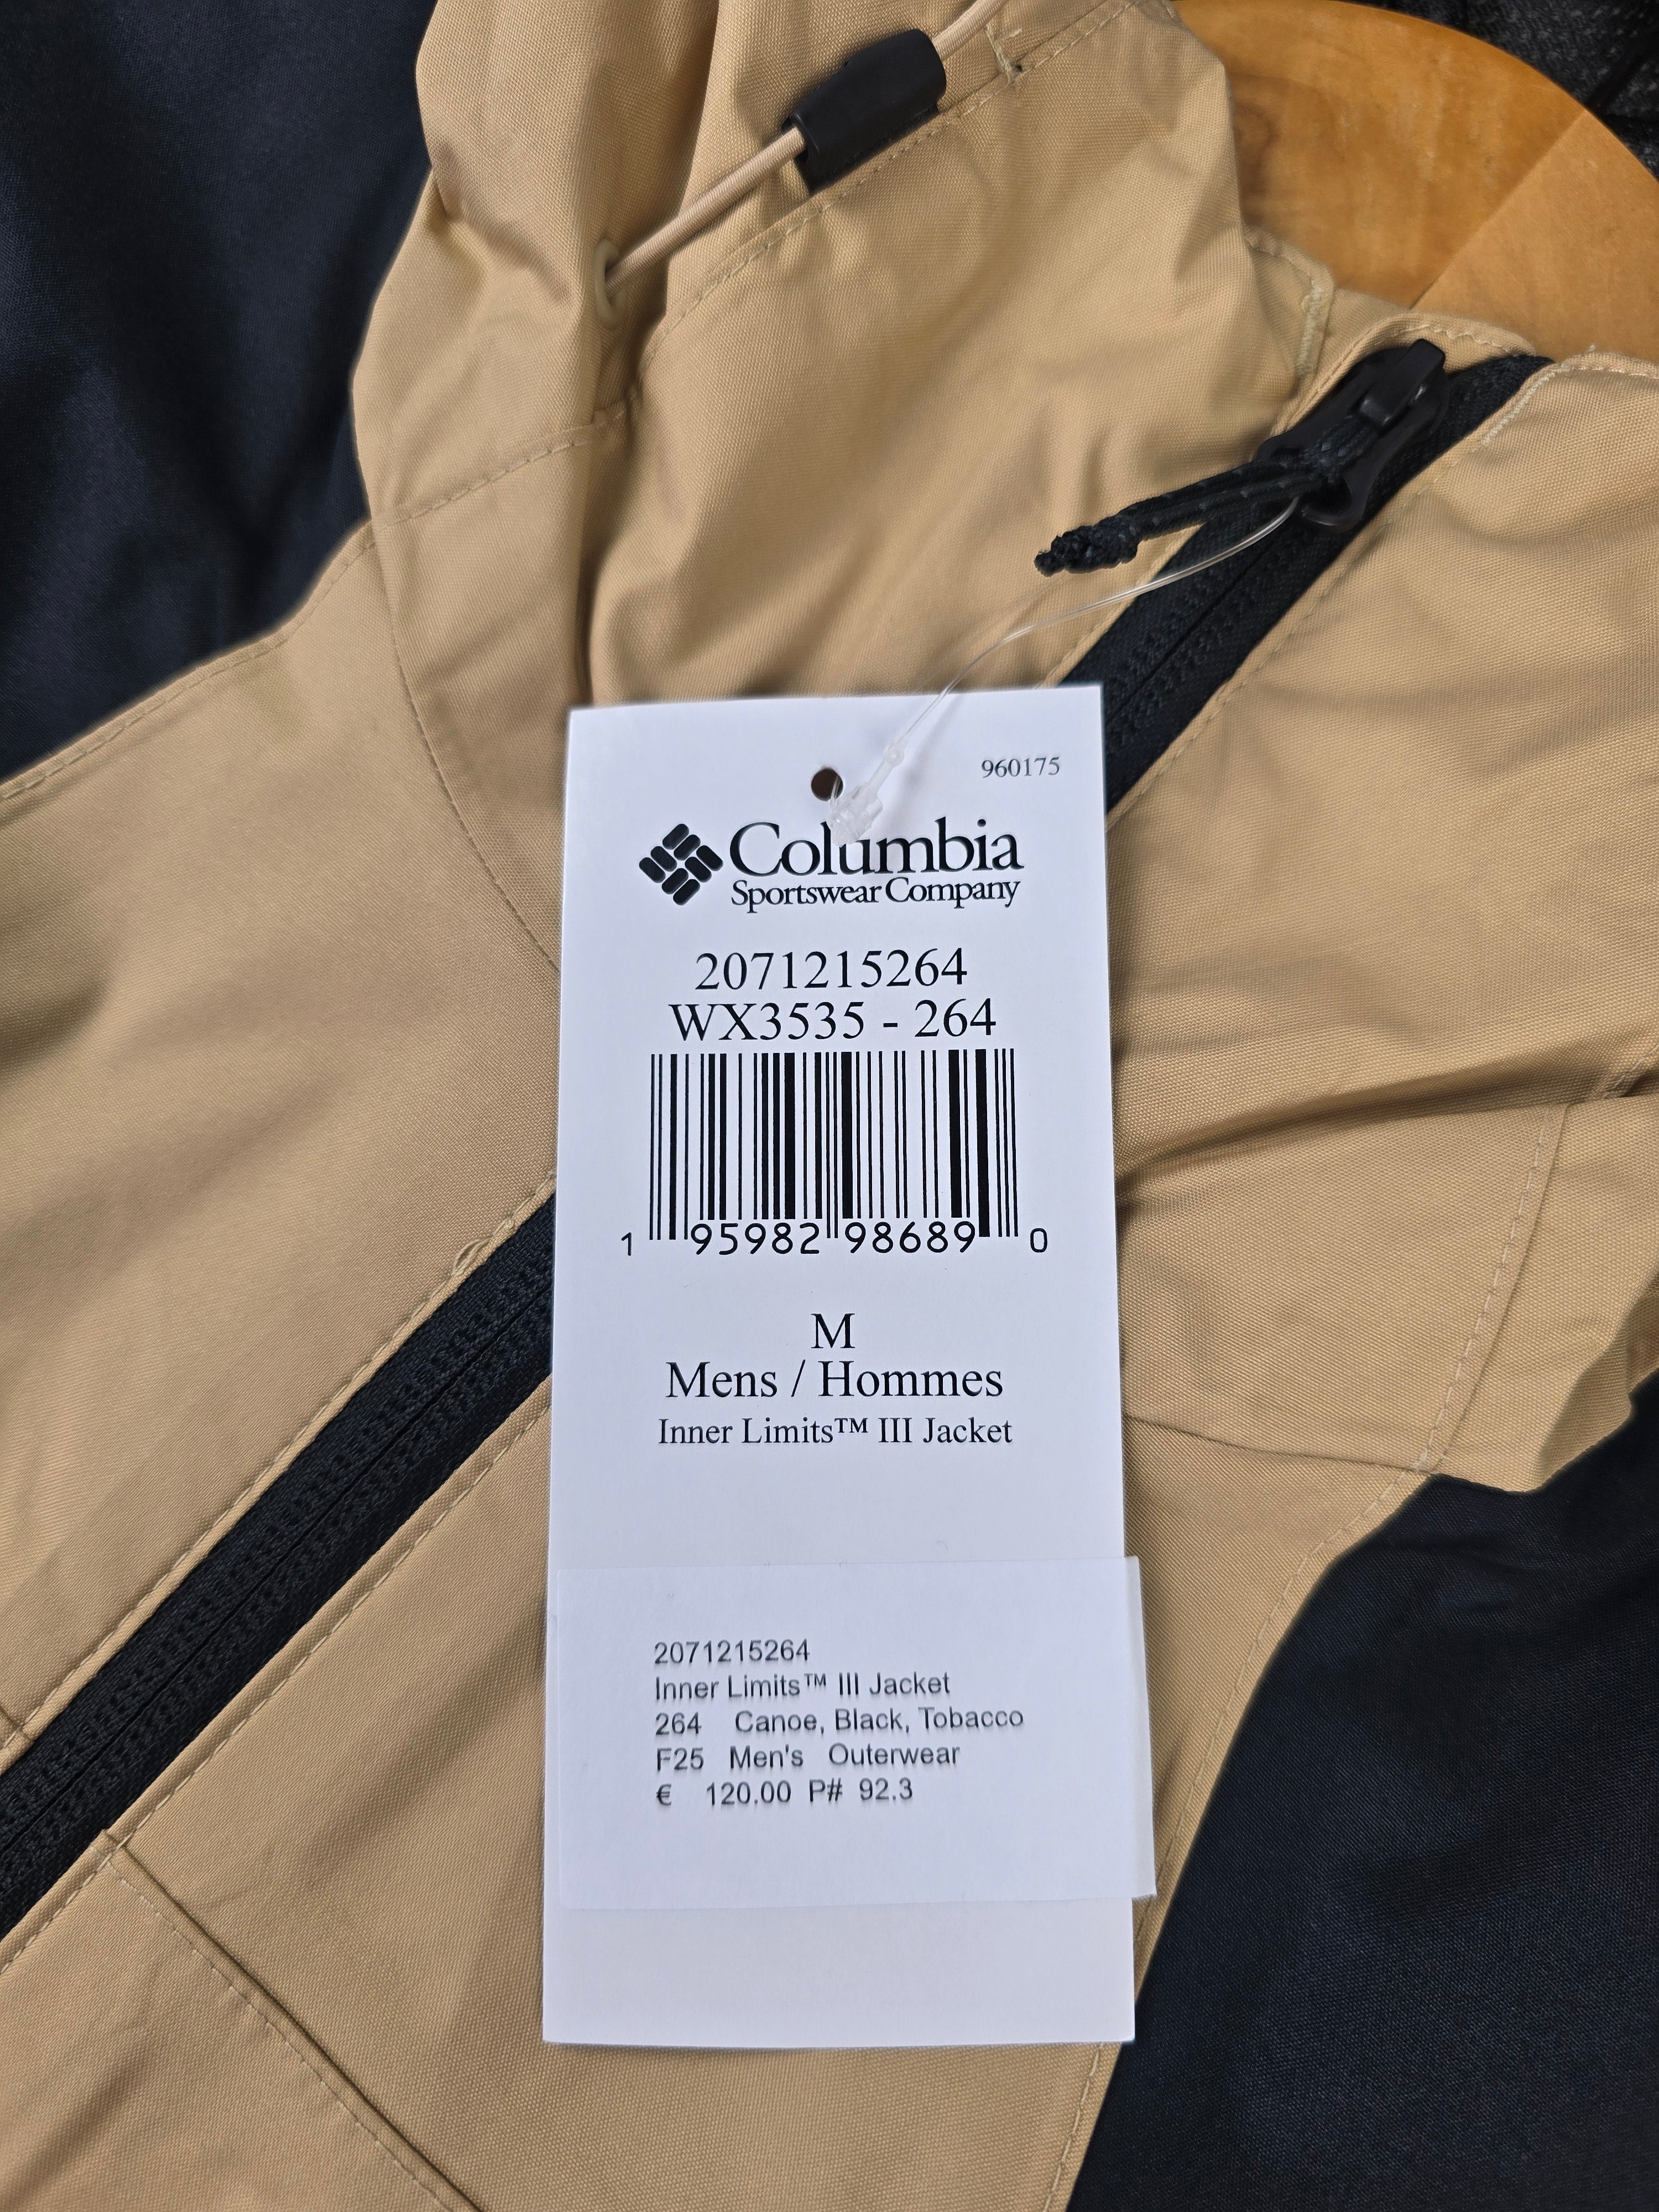 960175
Columbia
Sportswear Company
2071215264
WX3535 - 264
1 95982 98689 0
M
Mens / Hommes
Inner Limits™ III Jacket
2071215264
Inner Limits™ III Jacket
264 Canoe, Black, Tobacco
F25 Men's Outerwear
€ 120.00 P# 92.3